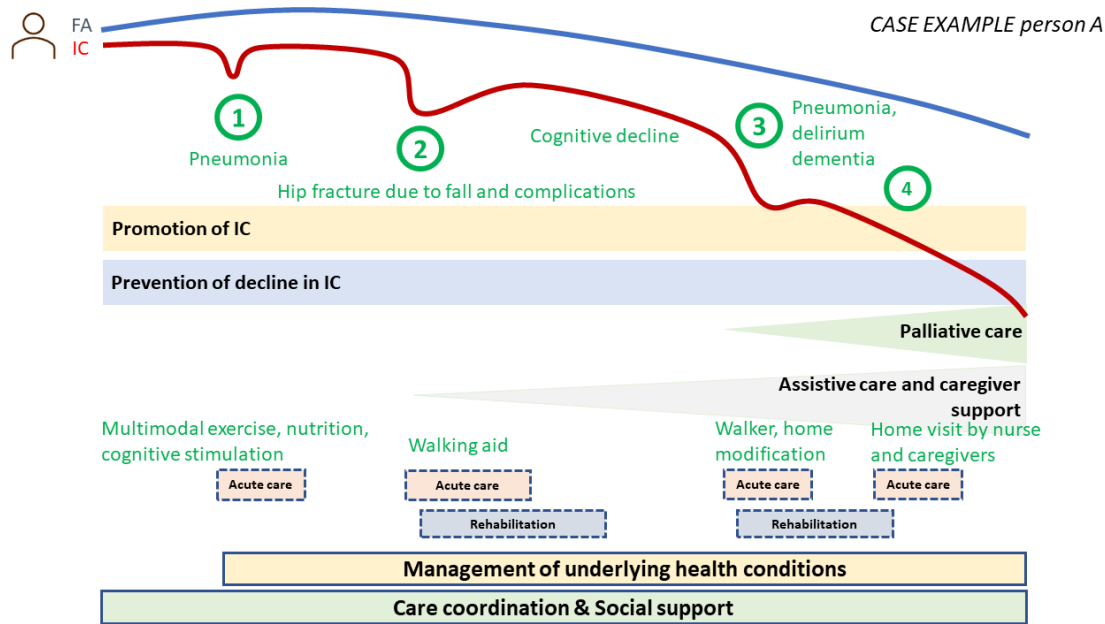 FA
IC
CASE EXAMPLE person A
1
Pneumonia
2
Hip fracture due to fall and complications
Cognitive decline
3
Pneumonia,
delirium
dementia
4
Promotion of IC
Prevention of decline in IC
Palliative care
Assistive care and caregiver
support
Multimodal exercise, nutrition,
cognitive stimulation
Walking aid
Walker, home
modification
Home visit by nurse
and caregivers
Acute care
Acute care
Acute care
Acute care
Rehabilitation
Rehabilitation
Management of underlying health conditions
Care coordination & Social support